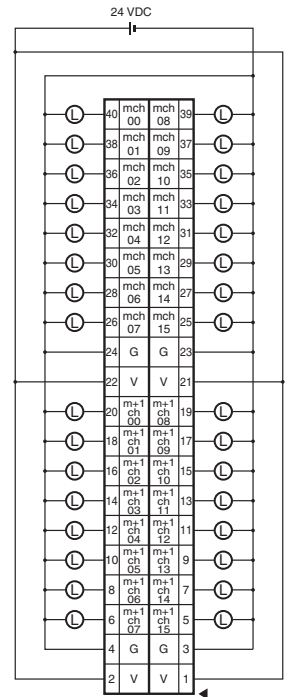 24 VDC
L 40 mch 00 mch 08 39 L
L 38 mch 01 mch 09 37 L
L 36 mch 02 mch 10 35 L
L 34 mch 03 mch 11 33 L
L 32 mch 04 mch 12 31 L
L 30 mch 05 mch 13 29 L
L 28 mch 06 mch 14 27 L
L 26 mch 07 mch 15 25 L
24 G G 23
22 V V 21
L 20 m+1 ch 00 m+1 ch 08 19 L
L 18 m+1 ch 01 m+1 ch 09 17 L
L 16 m+1 ch 02 m+1 ch 10 15 L
L 14 m+1 ch 03 m+1 ch 11 13 L
L 12 m+1 ch 04 m+1 ch 12 11 L
L 10 m+1 ch 05 m+1 ch 13 9 L
L 8 m+1 ch 06 m+1 ch 14 7 L
L 6 m+1 ch 07 m+1 ch 15 5 L
4 G G 3
2 V V 1